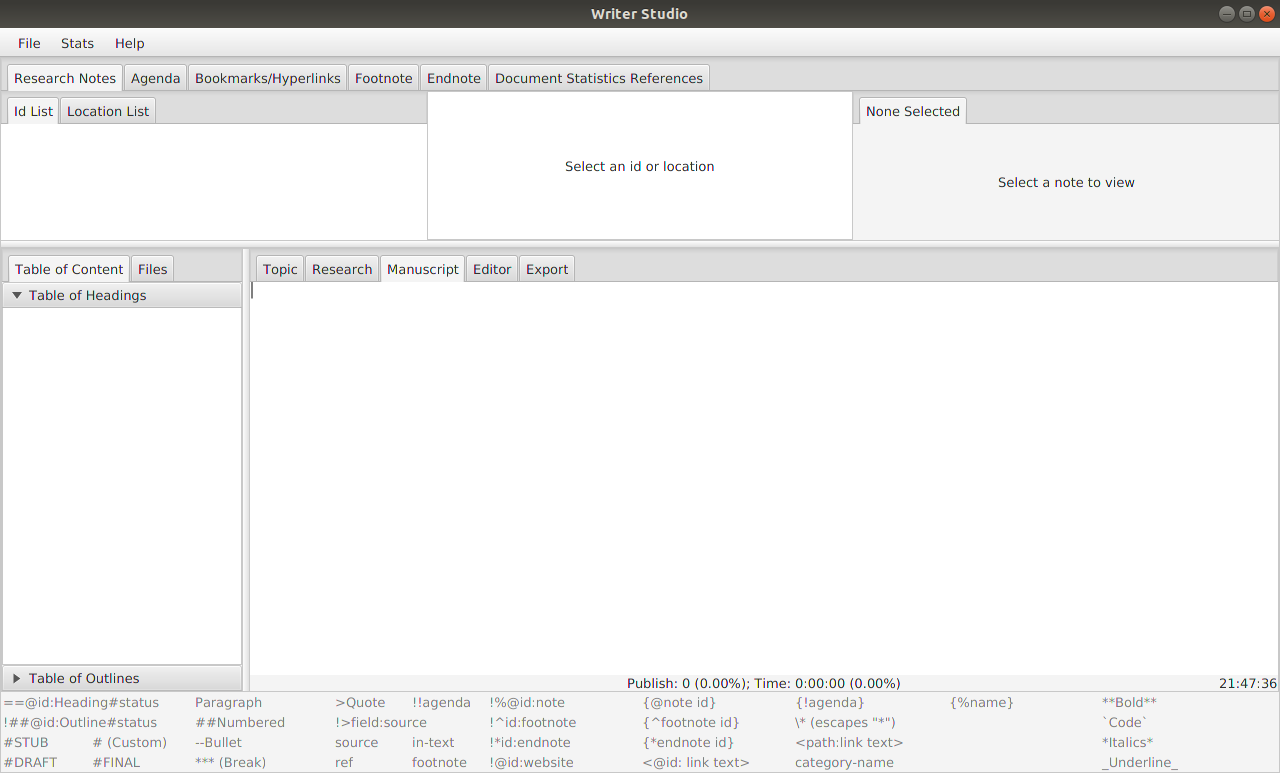 Writer Studio
File Stats Help
Research Notes Agenda Bookmarks/Hyperlinks Footnote Endnote Document Statistics References
Id List Location List
None Selected
Select an id or location
Select a note to view
Table of Content Files
Topic Research Manuscript Editor Export
Table of Headings
Table of Outlines
Publish: 0 (0.00%); Time: 0:00:00 (0.00%) 21:47:36
==@id:Heading#status Paragraph >Quote !!agenda !%@id:note {@note id} {!agenda} {%name} **Bold**
!##@id:Outline#status ##Numbered !>field:source !^id:footnote {^footnote id} \* (escapes "*") `Code`
#STUB # (Custom) --Bullet source in-text !*id:endnote {*endnote id} <path:link text> *Italics*
#DRAFT #FINAL *** (Break) ref footnote !@id:website <@id: link text> category-name _Underline_